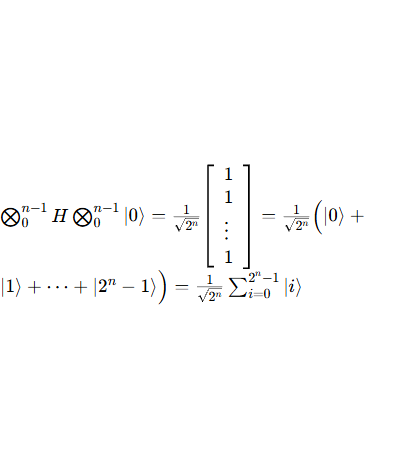 ⨂₀ⁿ⁻¹ H ⨂₀ⁿ⁻¹ |0⟩ = 1/√2ⁿ [1 1 ⋮ 1] = 1/√2ⁿ (|0⟩ +
|1⟩ + ⋯ + |2ⁿ − 1⟩) = 1/√2ⁿ ∑_{i=0}^{2ⁿ−1} |i⟩